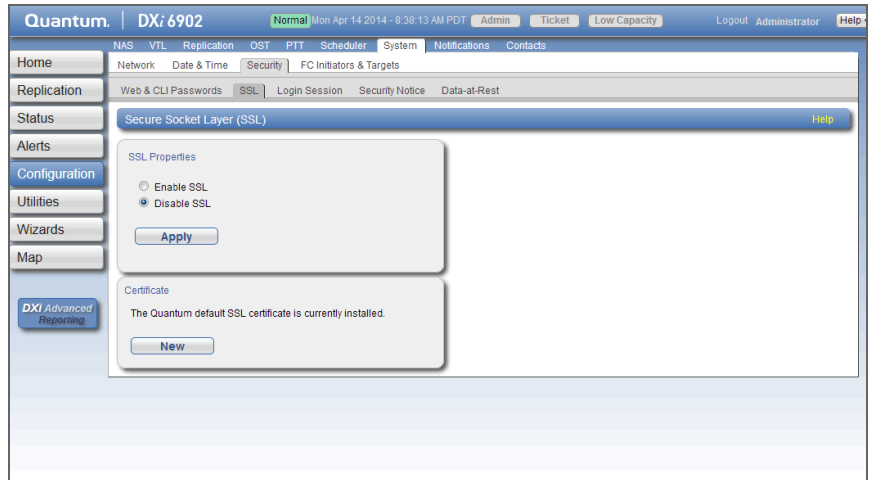 Quantum. DXi 6902 Normal Mon Apr 14 2014 - 8:38:13 AM PDT Admin Ticket Low Capacity Logout Administrator Help
NAS VTL Replication OST PTT Scheduler System Notifications Contacts
Home
Network Date & Time Security FC Initiators & Targets
Replication
Web & CLI Passwords SSL Login Session Security Notice Data-at-Rest
Status
Secure Socket Layer (SSL) Help
Alerts
Configuration
Utilities
Wizards
Map
DXI Advanced
Reporting
SSL Properties
Enable SSL
Disable SSL
Apply
Certificate
The Quantum default SSL certificate is currently installed.
New